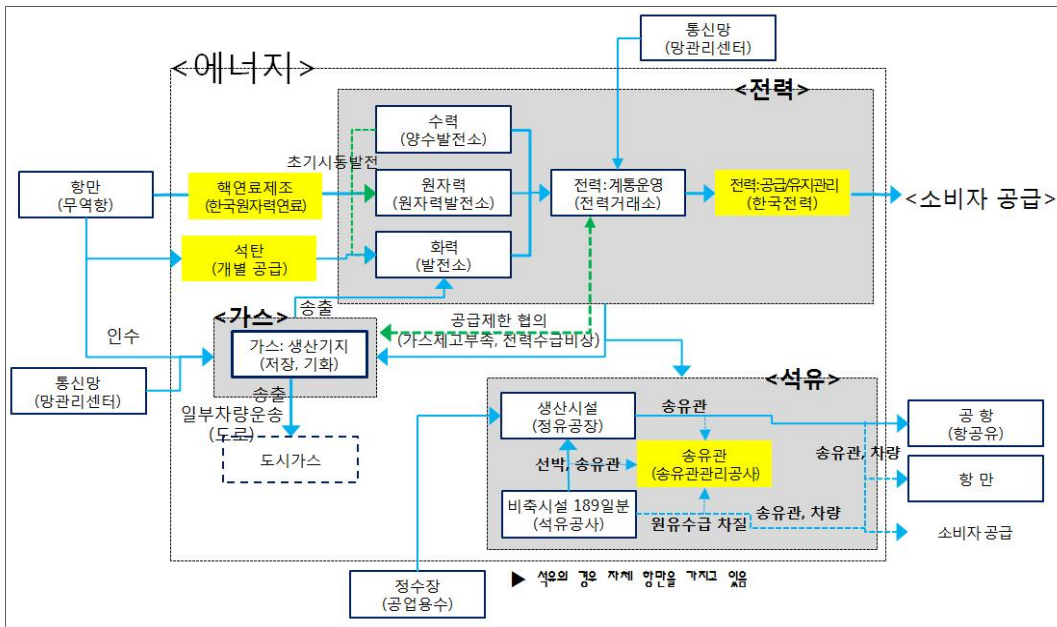 통신망
(망관리센터)
<에너지>
<전력>
수력
(양수발전소)
초기시동발전
항만
(무역항)
핵연료제조
(한국원자력연료)
원자력
(원자력발전소)
전력:계통운영
(전력거래소)
전력:공급/유지관리
(한국전력)
<소비자 공급>
석탄
(개별 공급)
화력
(발전소)
송출
<가스>
공급제한 협의
(가스제고부족, 전력수급비상)
인수
가스: 생산기지
(저장, 기화)
통신망
(망관리센터)
송출
일부차량운송
(도로)
도시가스
<석유>
생산시설
(정유공장)
송유관
공 항
(항공유)
송유관, 차량
선박, 송유관
송유관
(송유관관리공사)
항 만
비축시설 189일분
(석유공사)
송유관, 차량
원유수급 차질
소비자 공급
정수장
(공업용수)
▶ 석유의 경우 자체 항만을 가지고 있음